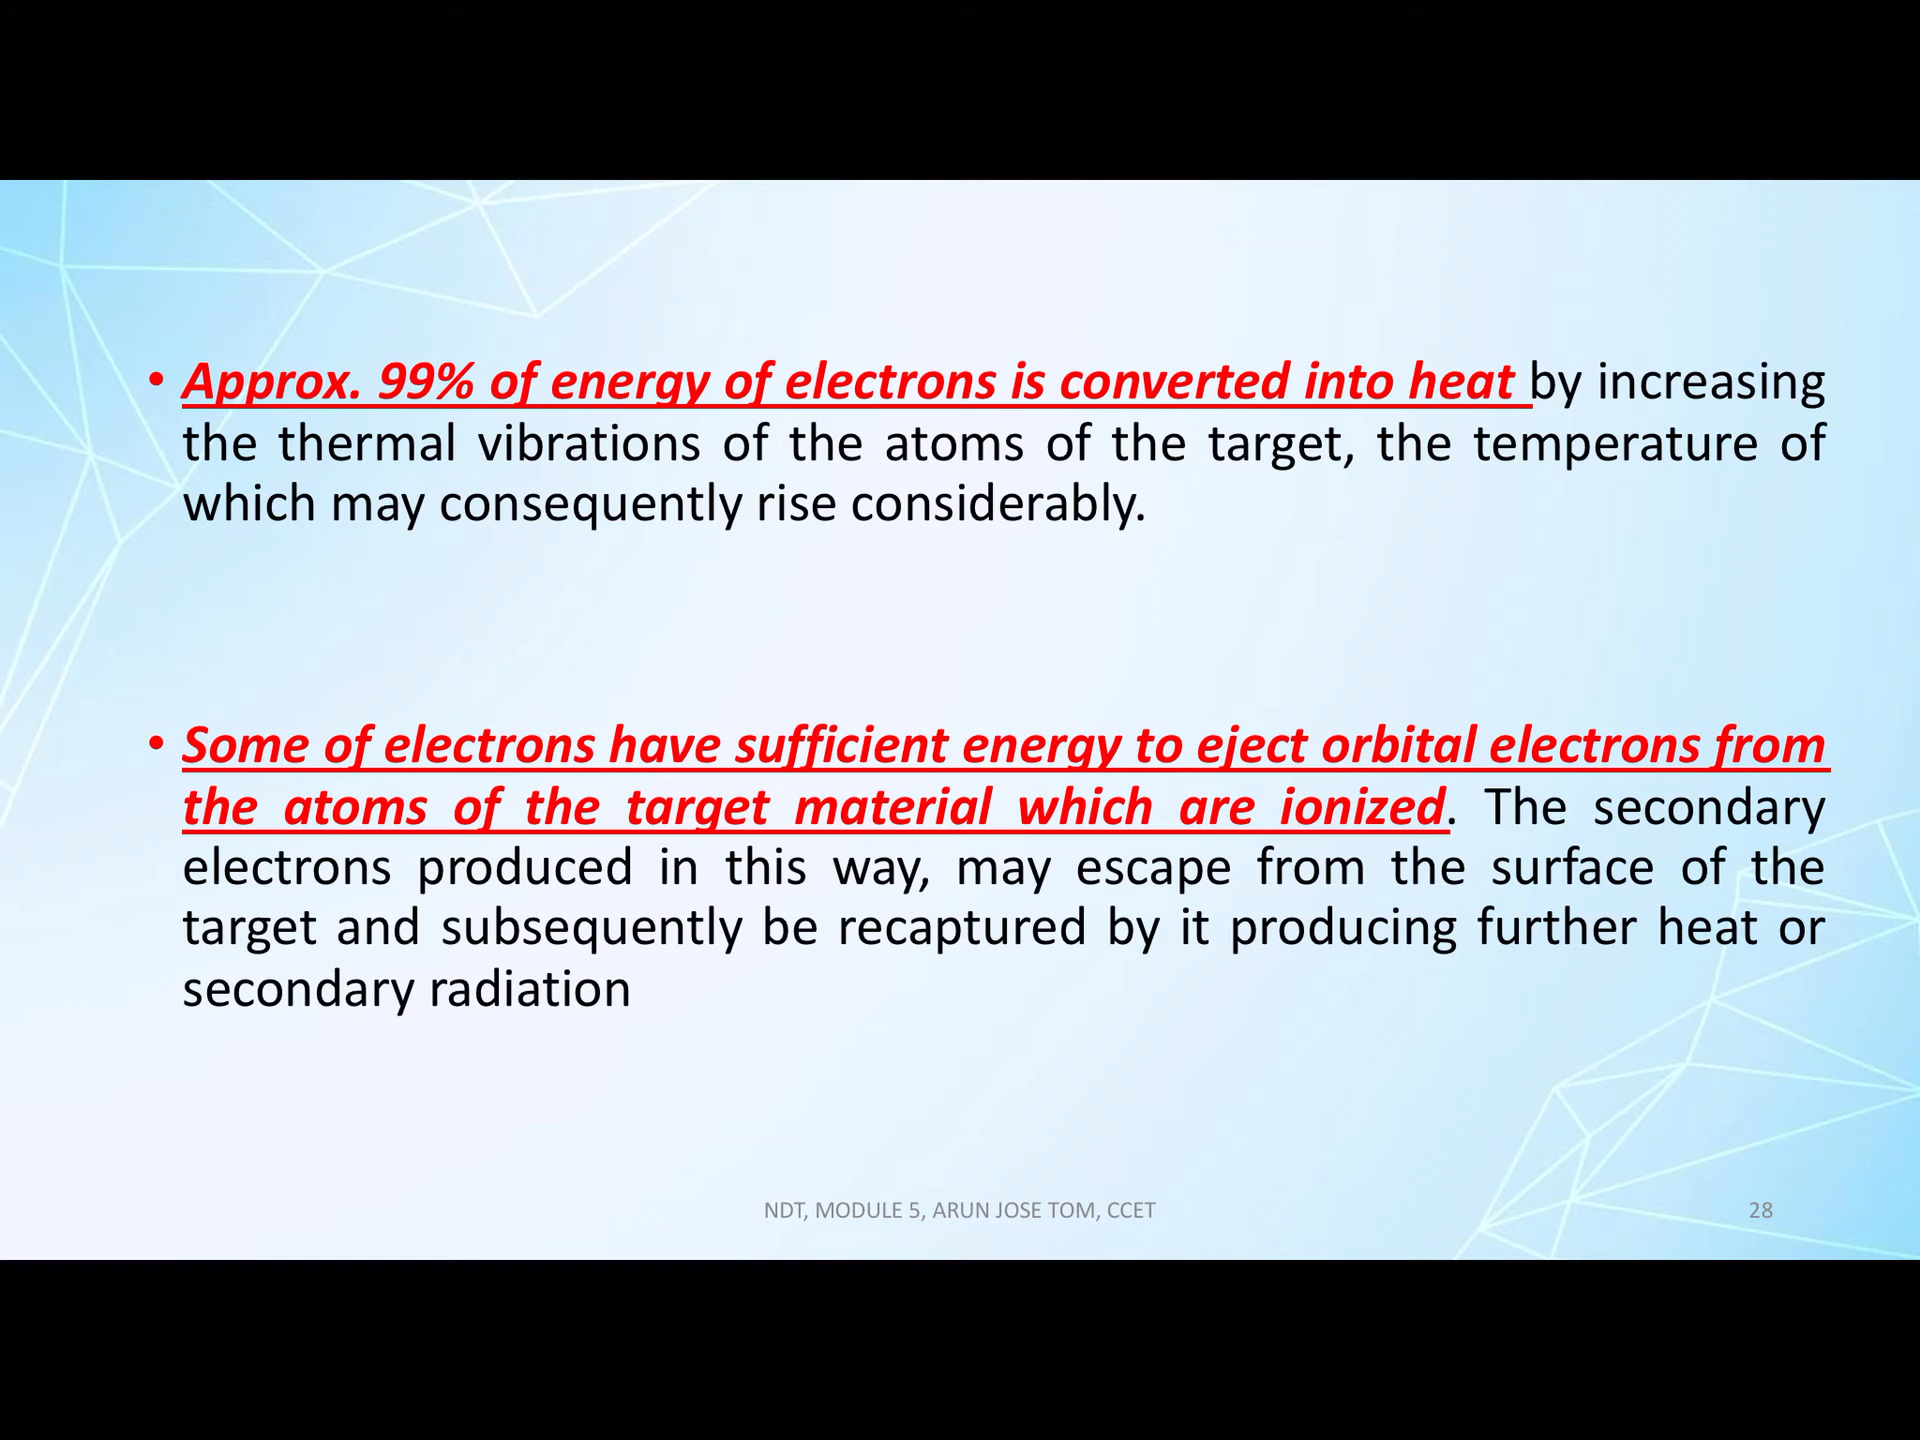 • Approx. 99% of energy of electrons is converted into heat by increasing
the thermal vibrations of the atoms of the target, the temperature of
which may consequently rise considerably.
• Some of electrons have sufficient energy to eject orbital electrons from
the atoms of the target material which are ionized. The secondary
electrons produced in this way, may escape from the surface of the
target and subsequently be recaptured by it producing further heat or
secondary radiation
NDT, MODULE 5, ARUN JOSE TOM, CCET
28